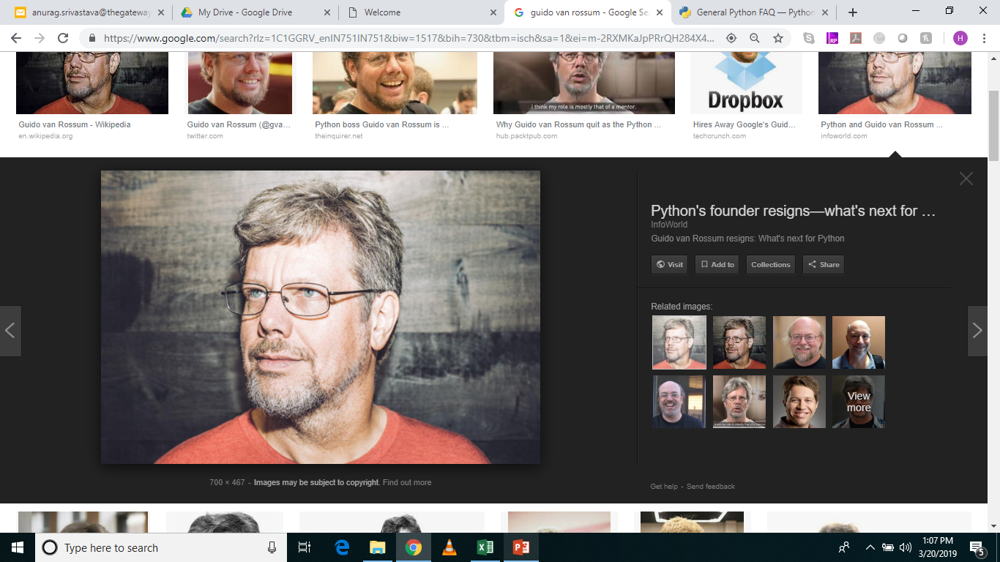 anurag.srivastava@thegateway
My Drive - Google Drive
Welcome
guido van rossum - Google Se
General Python FAQ — Python
https://www.google.com/search?rlz=1C1GGRV_enIN751IN751&biw=1517&bih=730&tbm=isch&sa=1&ei=m-2RXMKaJpPRrQH284X4...
RP
H
I think my role is mostly that of a mentor.
Dropbox
Guido van Rossum - Wikipedia
en.wikipedia.org
Guido van Rossum (@gva...
twitter.com
Python boss Guido van Rossum is ...
theinquirer.net
Why Guido van Rossum quit as the Python ...
hub.packtpub.com
Hires Away Google's Guid...
techcrunch.com
Python and Guido van Rossum ...
infoworld.com
Python's founder resigns—what's next for ...
InfoWorld
Guido van Rossum resigns: What's next for Python
Visit
Add to
Collections
Share
Related images:
View
more
700 × 467 - Images may be subject to copyright. Find out more
Get help - Send feedback
Type here to search
1:07 PM
3/20/2019
5